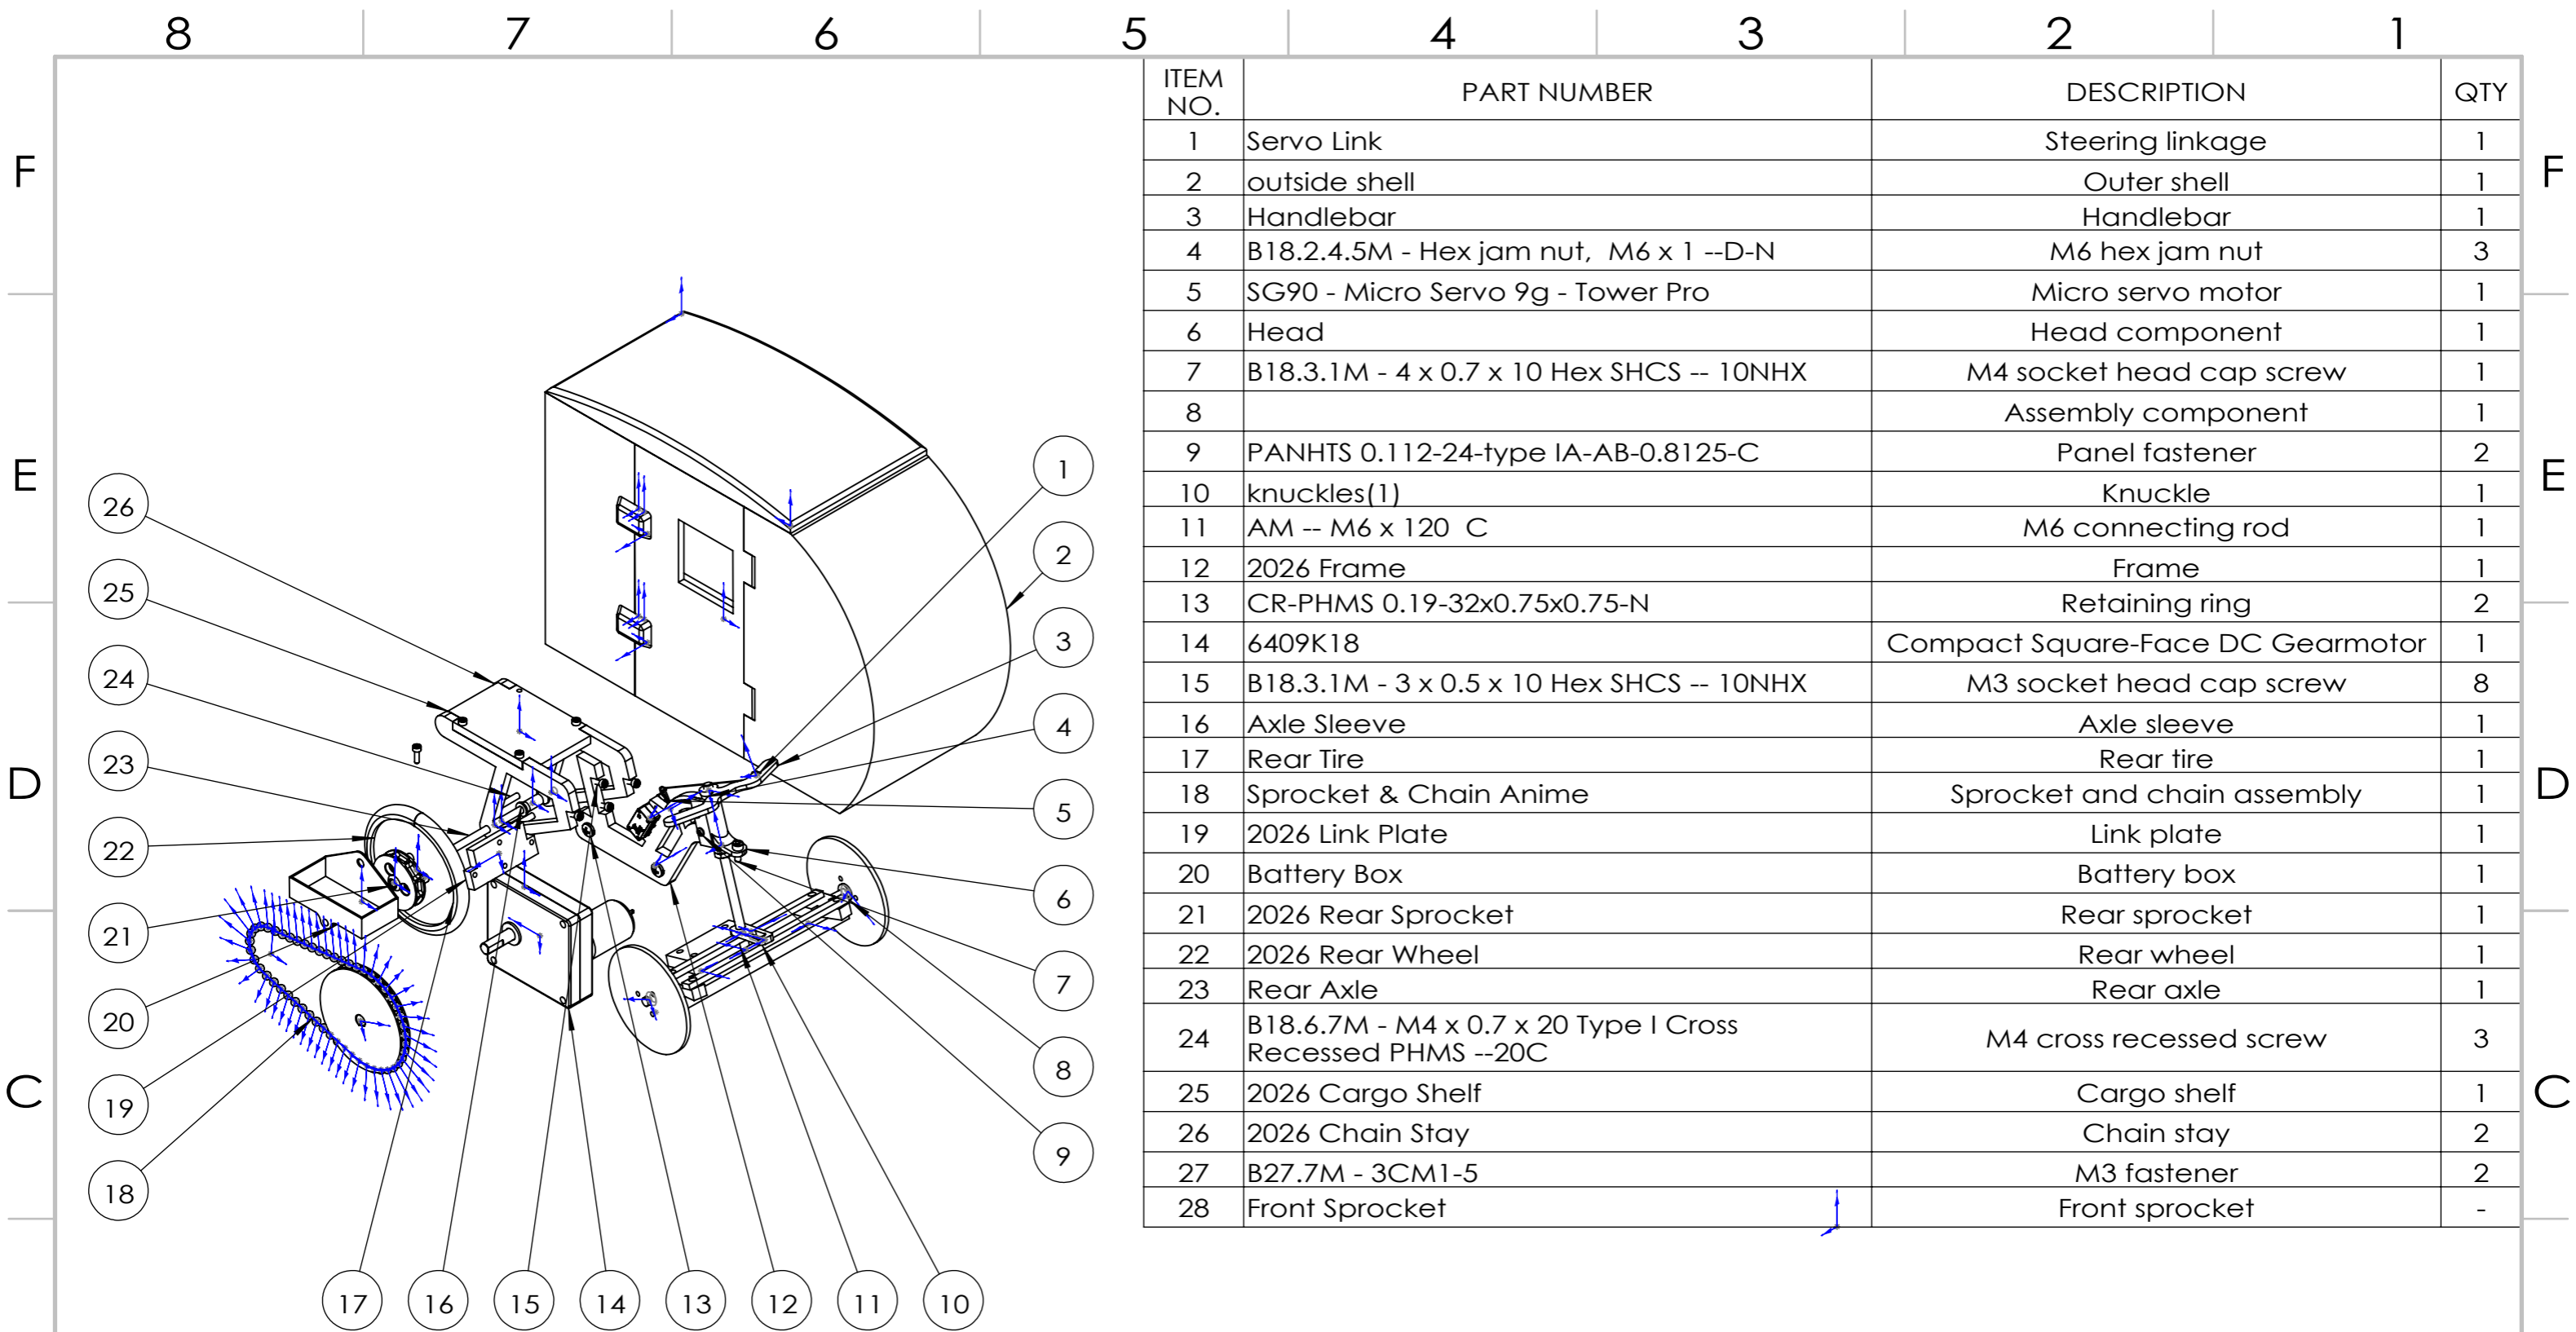 8 7 6 5 4 3 2 1
F F
E E
D D
C C
ITEM NO. PART NUMBER DESCRIPTION QTY
1 Servo Link Steering linkage 1
2 outside shell Outer shell 1
3 Handlebar Handlebar 1
4 B18.2.4.5M - Hex jam nut, M6 x 1 --D-N M6 hex jam nut 3
5 SG90 - Micro Servo 9g - Tower Pro Micro servo motor 1
6 Head Head component 1
7 B18.3.1M - 4 x 0.7 x 10 Hex SHCS -- 10NHX M4 socket head cap screw 1
8 Assembly component 1
9 PANHTS 0.112-24-type IA-AB-0.8125-C Panel fastener 2
10 knuckles(1) Knuckle 1
11 AM -- M6 x 120 C M6 connecting rod 1
12 2026 Frame Frame 1
13 CR-PHMS 0.19-32x0.75x0.75-N Retaining ring 2
14 6409K18 Compact Square-Face DC Gearmotor 1
15 B18.3.1M - 3 x 0.5 x 10 Hex SHCS -- 10NHX M3 socket head cap screw 8
16 Axle Sleeve Axle sleeve 1
17 Rear Tire Rear tire 1
18 Sprocket & Chain Anime Sprocket and chain assembly 1
19 2026 Link Plate Link plate 1
20 Battery Box Battery box 1
21 2026 Rear Sprocket Rear sprocket 1
22 2026 Rear Wheel Rear wheel 1
23 Rear Axle Rear axle 1
24 B18.6.7M - M4 x 0.7 x 20 Type I Cross
Recessed PHMS --20C M4 cross recessed screw 3
25 2026 Cargo Shelf Cargo shelf 1
26 2026 Chain Stay Chain stay 2
27 B27.7M - 3CM1-5 M3 fastener 2
28 Front Sprocket Front sprocket -
26
25
24
23
22
21
20
19
18
1
2
3
4
5
6
7
8
9
17 16 15 14 13 12 11 10